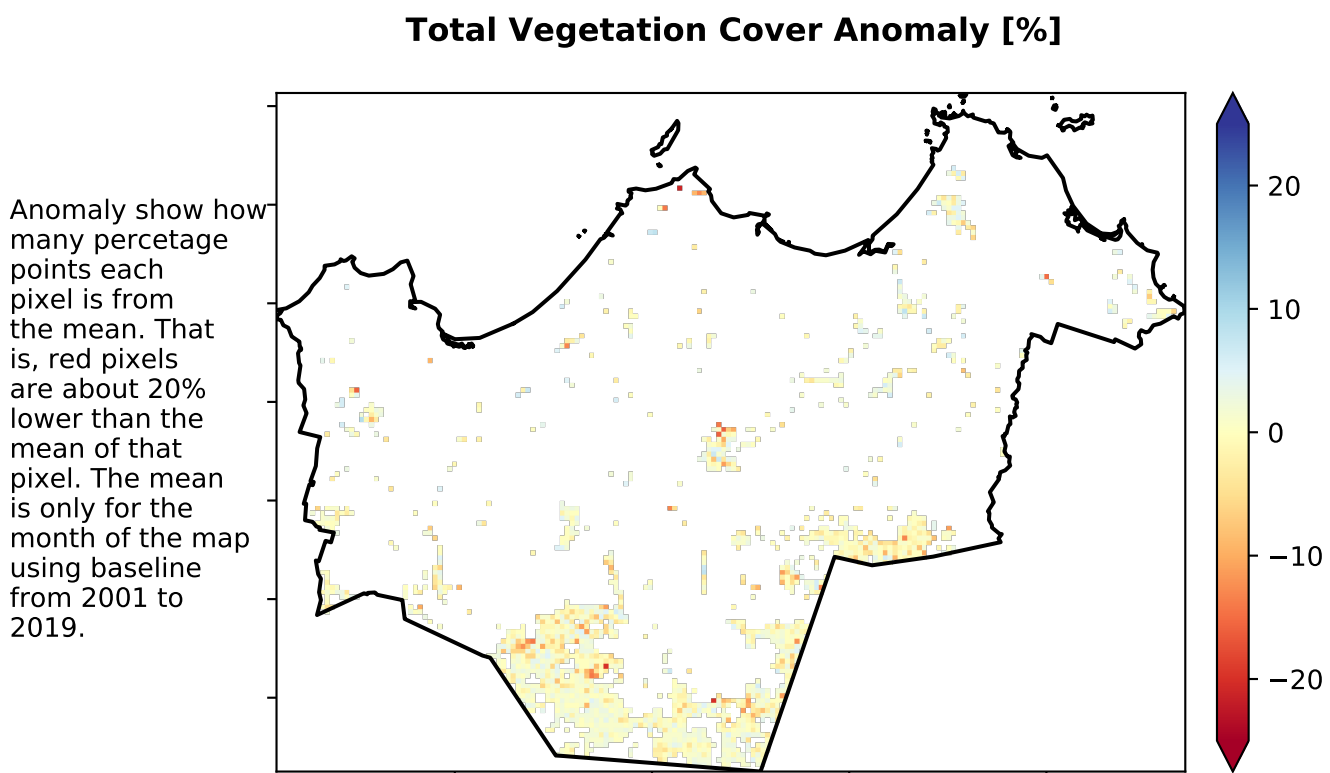 Total Vegetation Cover Anomaly [%]
Anomaly show how
many percetage
points each
pixel is from
the mean. That
is, red pixels
are about 20%
lower than the
mean of that
pixel. The mean
is only for the
month of the map
using baseline
from 2001 to
2019.
20
10
0
−10
−20